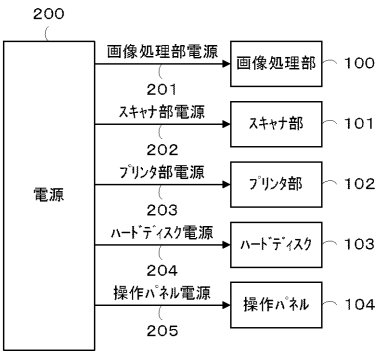 200
画像処理部電源
画像処理部
100
201
スキャナ部電源
スキャナ部
101
202
電源
プリンタ部電源
プリンタ部
102
203
ハードディスク電源
ハードディスク
103
204
操作パネル電源
操作パネル
104
205